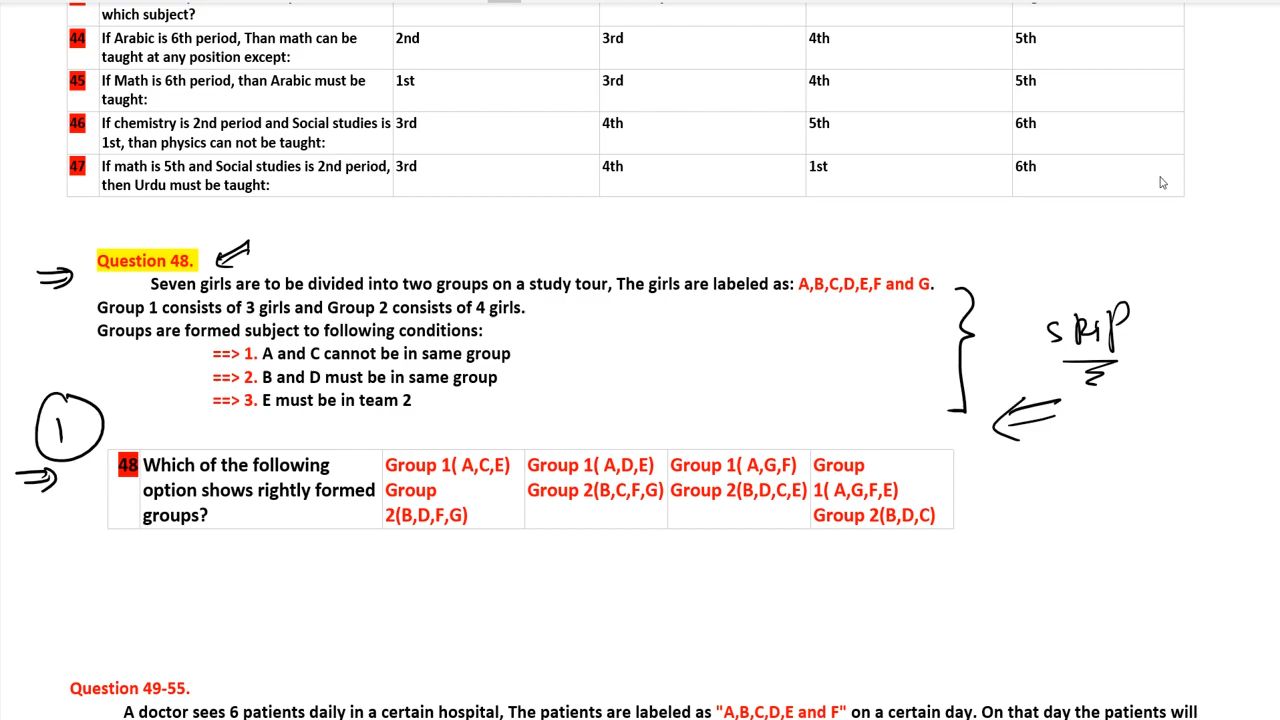 which subject?
44 If Arabic is 6th period, Than math can be taught at any position except: 2nd 3rd 4th 5th
45 If Math is 6th period, than Arabic must be taught: 1st 3rd 4th 5th
46 If chemistry is 2nd period and Social studies is 1st, than physics can not be taught: 3rd 4th 5th 6th
47 If math is 5th and Social studies is 2nd period, then Urdu must be taught: 3rd 4th 1st 6th
Question 48.
Seven girls are to be divided into two groups on a study tour, The girls are labeled as: A,B,C,D,E,F and G.
Group 1 consists of 3 girls and Group 2 consists of 4 girls.
Groups are formed subject to following conditions:
==> 1. A and C cannot be in same group
==> 2. B and D must be in same group
==> 3. E must be in team 2
skip
1
48 Which of the following option shows rightly formed groups?
Group 1( A,C,E)
Group
2(B,D,F,G)
Group 1( A,D,E)
Group 2(B,C,F,G)
Group 1( A,G,F)
Group 2(B,D,C,E)
Group
1( A,G,F,E)
Group 2(B,D,C)
Question 49-55.
A doctor sees 6 patients daily in a certain hospital, The patients are labeled as "A,B,C,D,E and F" on a certain day. On that day the patients will